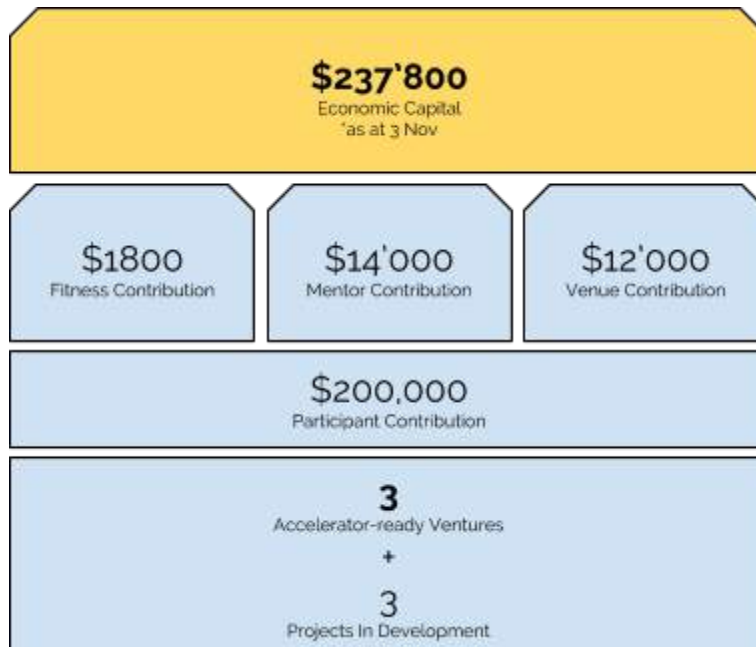 $237'800
Economic Capital
*as at 3 Nov
$1800
Fitness Contribution
$14'000
Mentor Contribution
$12'000
Venue Contribution
$200,000
Participant Contribution
3
Accelerator-ready Ventures
+
3
Projects In Development